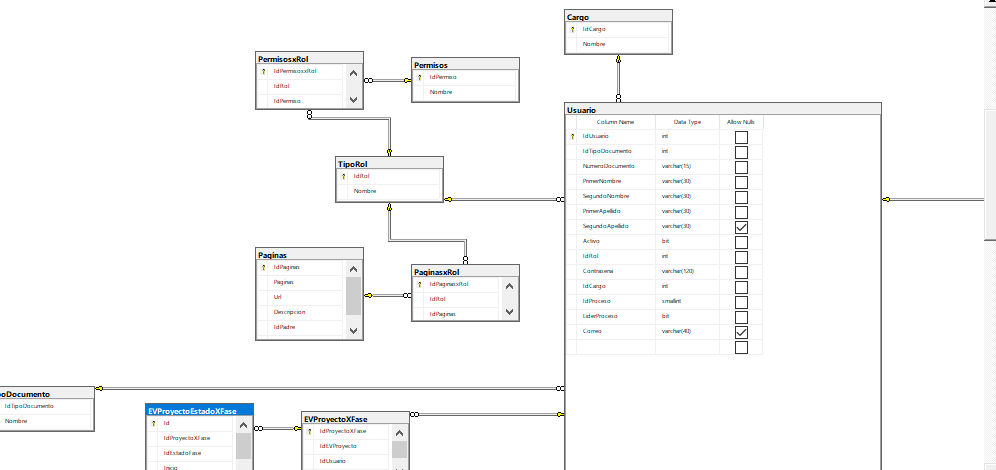 Cargo
IdCargo
Nombre
PermisosxRol
IdPermisosxRol
IdRol
IdPermiso
Permisos
IdPermiso
Nombre
TipoRol
IdRol
Nombre
Paginas
IdPaginas
Paginas
Url
Descripcion
IdPadre
PaginasxRol
IdPaginasxRol
IdRol
IdPaginas
Usuario
Column Name Data Type Allow Nulls
IdUsuario int
IdTipoDocumento int
NumeroDocumento varchar(15)
PrimerNombre varchar(30)
SegundoNombre varchar(30)
PrimerApellido varchar(30)
SegundoApellido varchar(30)
Activo bit
IdRol int
Contrasena varchar(120)
IdCargo int
IdProceso smallint
LiderProceso bit
Correo varchar(40)
oDocumento
IdTipoDocumento
Nombre
EVProyectoEstadoXFase
Id
IdProyectoXFase
IdEstadoFase
Inicio
EVProyectoXFase
IdProyectoXFase
IdEVProyecto
IdUsuario